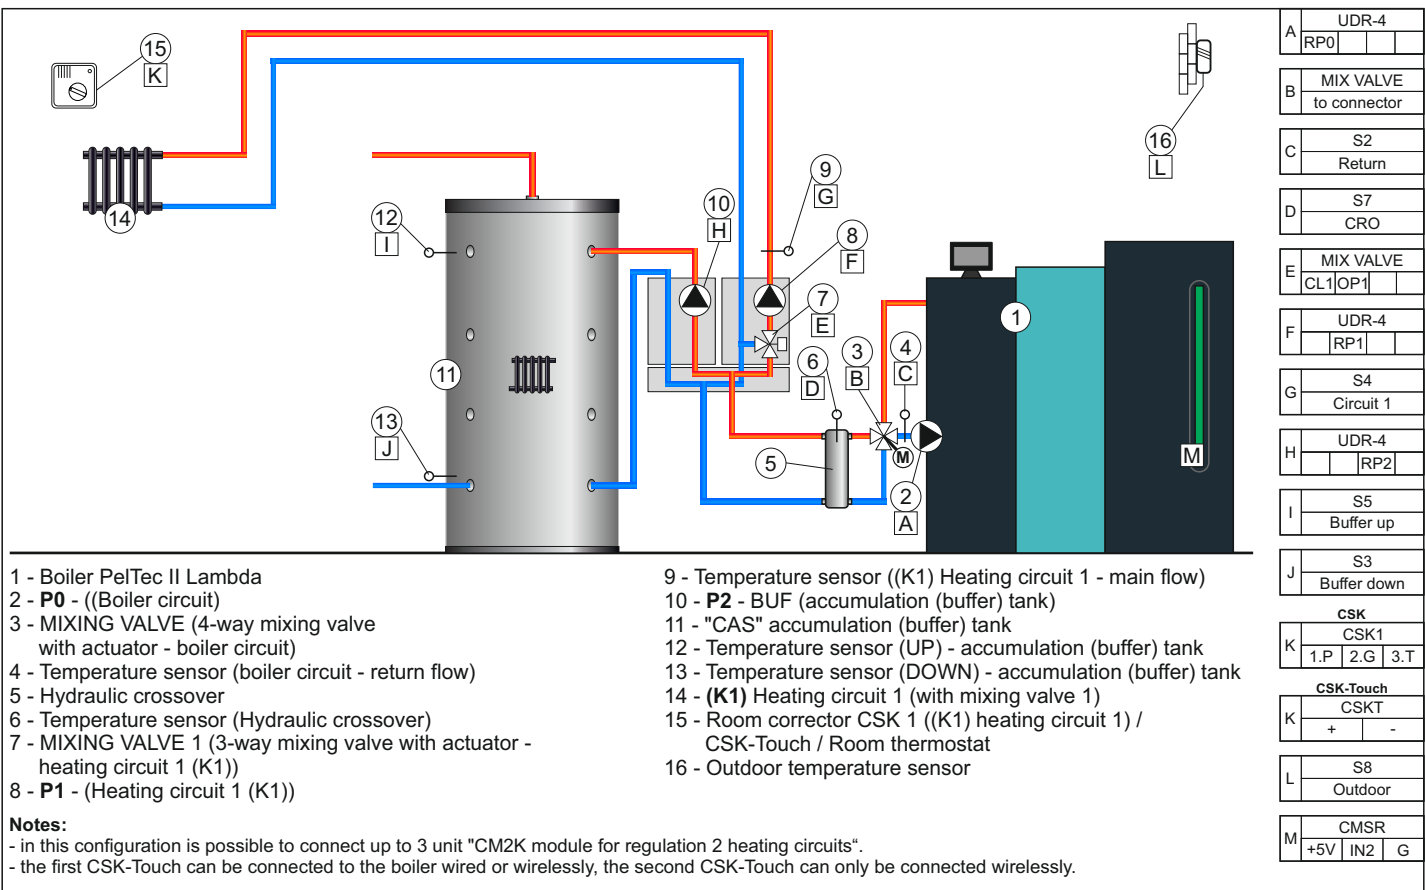 15
K
14
12
I
13
J
11
10
H
9
G
8
F
7
E
6
D
5
3
B
4
C
M
2
A
1
M
16
L
1 - Boiler PelTec II Lambda
2 - P0 - ((Boiler circuit)
3 - MIXING VALVE (4-way mixing valve
with actuator - boiler circuit)
4 - Temperature sensor (boiler circuit - return flow)
5 - Hydraulic crossover
6 - Temperature sensor (Hydraulic crossover)
7 - MIXING VALVE 1 (3-way mixing valve with actuator -
heating circuit 1 (K1))
8 - P1 - (Heating circuit 1 (K1))
9 - Temperature sensor ((K1) Heating circuit 1 - main flow)
10 - P2 - BUF (accumulation (buffer) tank)
11 - "CAS" accumulation (buffer) tank
12 - Temperature sensor (UP) - accumulation (buffer) tank
13 - Temperature sensor (DOWN) - accumulation (buffer) tank
14 - (K1) Heating circuit 1 (with mixing valve 1)
15 - Room corrector CSK 1 ((K1) heating circuit 1) /
CSK-Touch / Room thermostat
16 - Outdoor temperature sensor
Notes:
- in this configuration is possible to connect up to 3 unit "CM2K module for regulation 2 heating circuits“.
- the first CSK-Touch can be connected to the boiler wired or wirelessly, the second CSK-Touch can only be connected wirelessly.
A
UDR-4
RP0
B
MIX VALVE
to connector
C
S2
Return
D
S7
CRO
E
MIX VALVE
CL1 OP1
F
UDR-4
RP1
G
S4
Circuit 1
H
UDR-4
RP2
I
S5
Buffer up
J
S3
Buffer down
CSK
K
CSK1
1.P 2.G 3.T
CSK-Touch
K
CSKT
+ -
L
S8
Outdoor
M
CMSR
+5V IN2 G